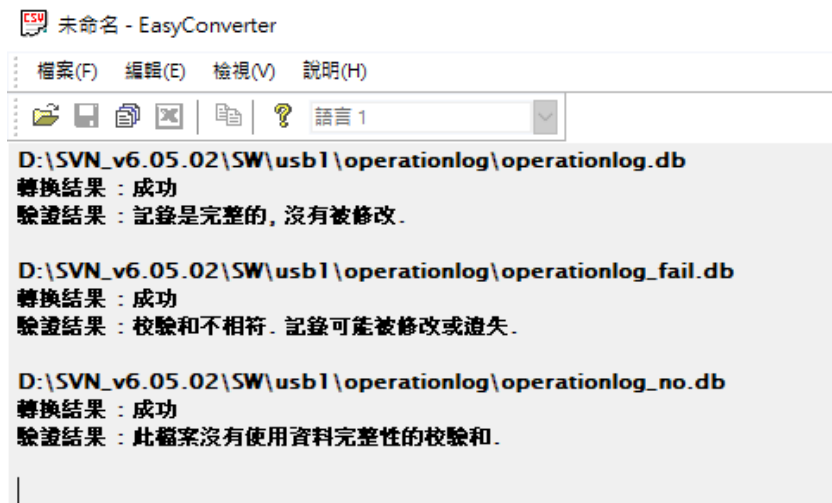 CSV
未命名 - EasyConverter
檔案(F) 編輯(E) 檢視(V) 說明(H)
語言 1
D:\SVN_v6.05.02\SW\usb1\operationlog\operationlog.db
轉換結果 : 成功
驗證結果 : 記錄是完整的, 沒有被修改.
D:\SVN_v6.05.02\SW\usb1\operationlog\operationlog_fail.db
轉換結果 : 成功
驗證結果 : 校驗和不相符. 記錄可能被修改或遺失.
D:\SVN_v6.05.02\SW\usb1\operationlog\operationlog_no.db
轉換結果 : 成功
驗證結果 : 此檔案沒有使用資料完整性的校驗和.